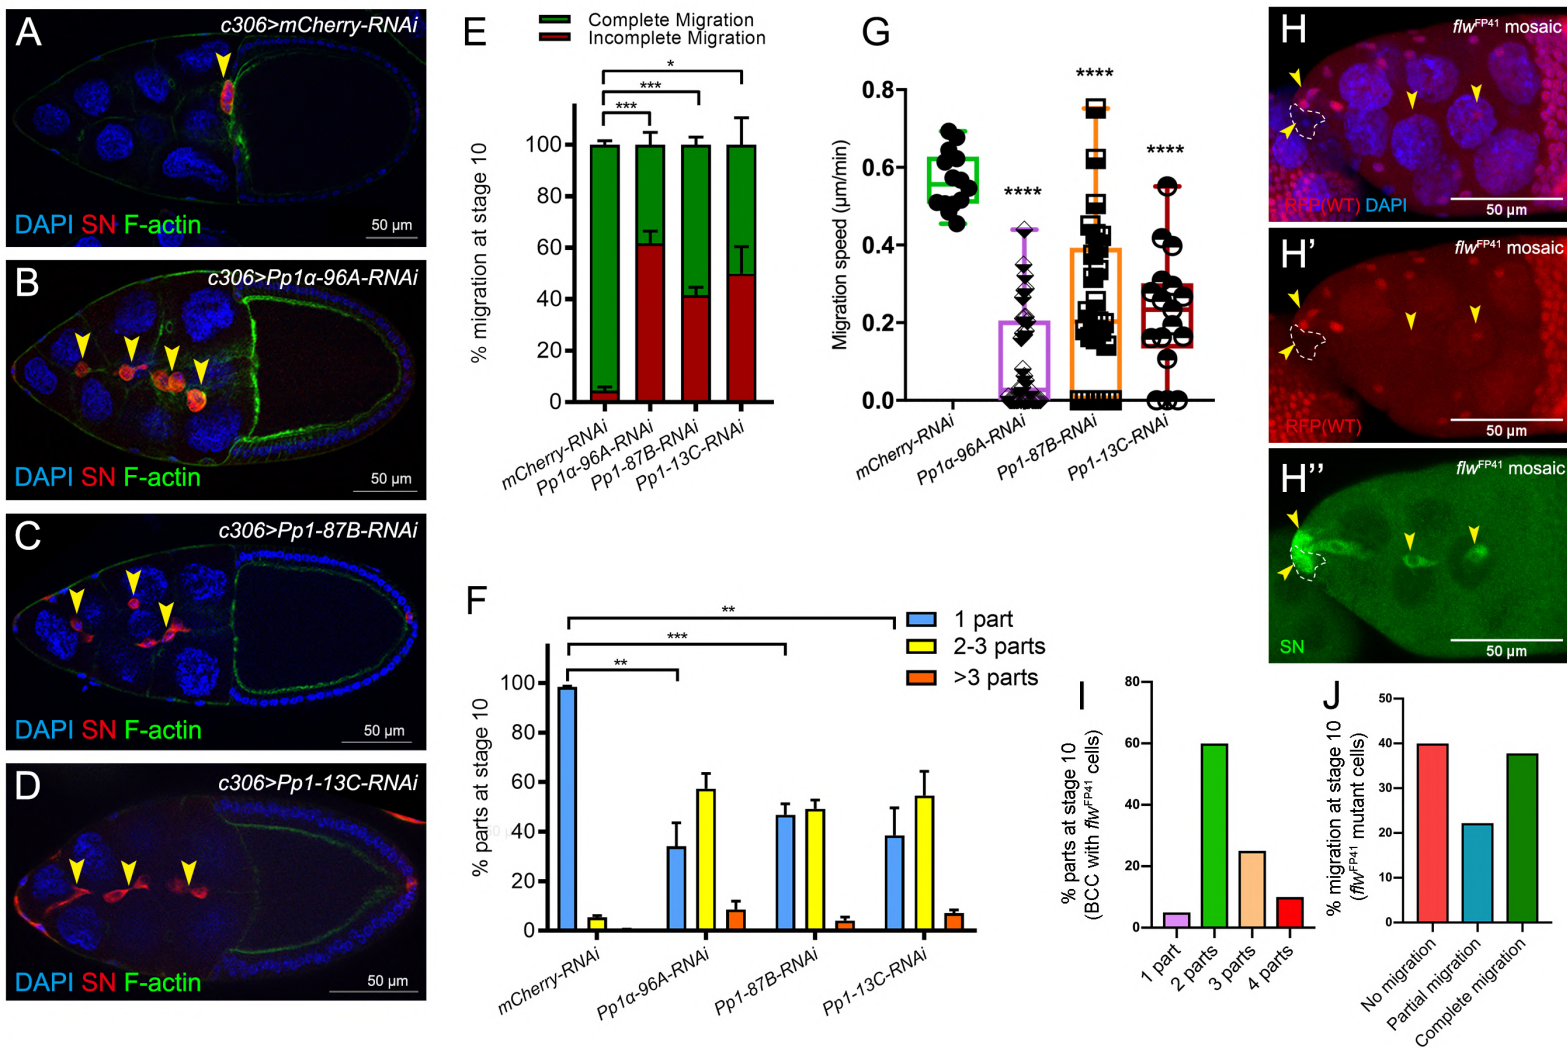 A
c306>mCherry-RNAi
DAPI SN F-actin
50 µm
B
c306>Pp1α-96A-RNAi
DAPI SN F-actin
50 µm
C
c306>Pp1-87B-RNAi
DAPI SN F-actin
50 µm
D
c306>Pp1-13C-RNAi
DAPI SN F-actin
50 µm
E
Complete Migration
Incomplete Migration
*
***
***
% migration at stage 10
100
80
60
40
20
0
mCherry-RNAi
Pp1α-96A-RNAi
Pp1-87B-RNAi
Pp1-13C-RNAi
F
1 part
2-3 parts
>3 parts
**
***
**
% parts at stage 10
100
80
60
40
20
0
mCherry-RNAi
Pp1α-96A-RNAi
Pp1-87B-RNAi
Pp1-13C-RNAi
G
****
****
****
Migration speed (µm/min)
0.8
0.6
0.4
0.2
0.0
mCherry-RNAi
Pp1α-96A-RNAi
Pp1-87B-RNAi
Pp1-13C-RNAi
H
flwFP41 mosaic
RFP(WT) DAPI
50 µm
H'
flwFP41 mosaic
RFP(WT)
50 µm
H''
flwFP41 mosaic
SN
50 µm
I
% parts at stage 10
(BCC with flwFP41 cells)
80
60
40
20
0
1 part
2 parts
3 parts
4 parts
J
% migration at stage 10
(flwFP41 mutant cells)
50
40
30
20
10
0
No migration
Partial migration
Complete migration